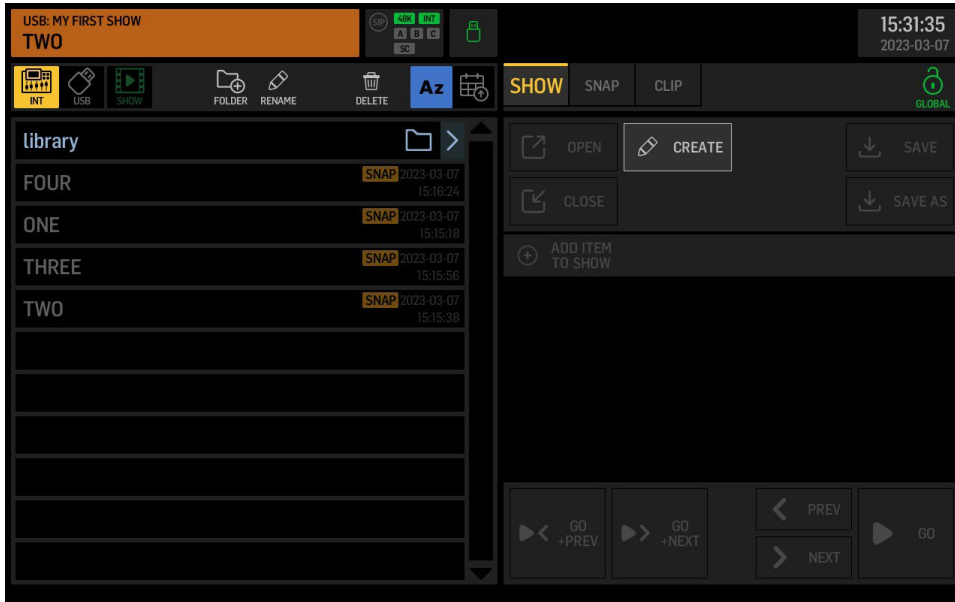 USB: MY FIRST SHOW
TWO
SIP
48K INT
A B C
SC
15:31:35
2023-03-07
INT
USB
SHOW
FOLDER
RENAME
DELETE
Az
SHOW
SNAP
CLIP
GLOBAL
library
FOUR
SNAP 2023-03-07
15:16:24
ONE
SNAP 2023-03-07
15:15:18
THREE
SNAP 2023-03-07
15:15:56
TWO
SNAP 2023-03-07
15:15:38
OPEN
CREATE
SAVE
CLOSE
SAVE AS
ADD ITEM
TO SHOW
GO
+PREV
GO
+NEXT
PREV
NEXT
GO